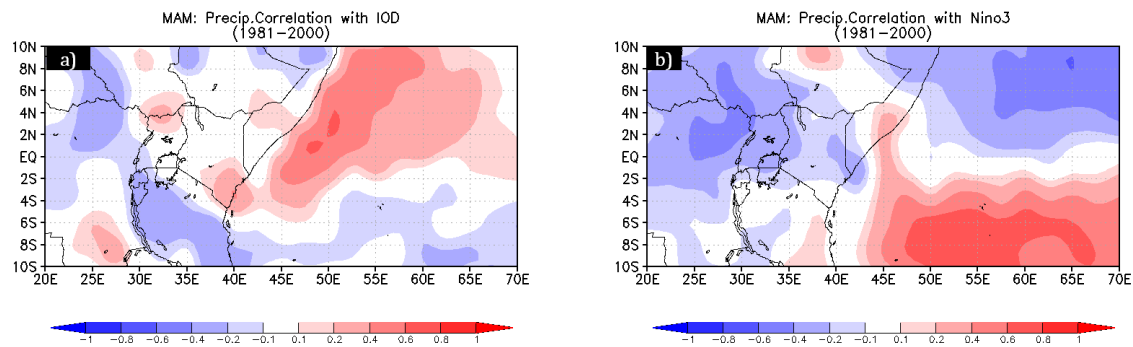 MAM: Precip.Correlation with IOD
(1981−2000)
a)
10N
8N
6N
4N
2N
EQ
2S
4S
6S
8S
10S
20E 25E 30E 35E 40E 45E 50E 55E 60E 65E 70E
−1 −0.8 −0.6 −0.4 −0.2 −0.1 0.1 0.2 0.4 0.6 0.8 1
MAM: Precip.Correlation with Nino3
(1981−2000)
b)
10N
8N
6N
4N
2N
EQ
2S
4S
6S
8S
10S
20E 25E 30E 35E 40E 45E 50E 55E 60E 65E 70E
−1 −0.8 −0.6 −0.4 −0.2 −0.1 0.1 0.2 0.4 0.6 0.8 1